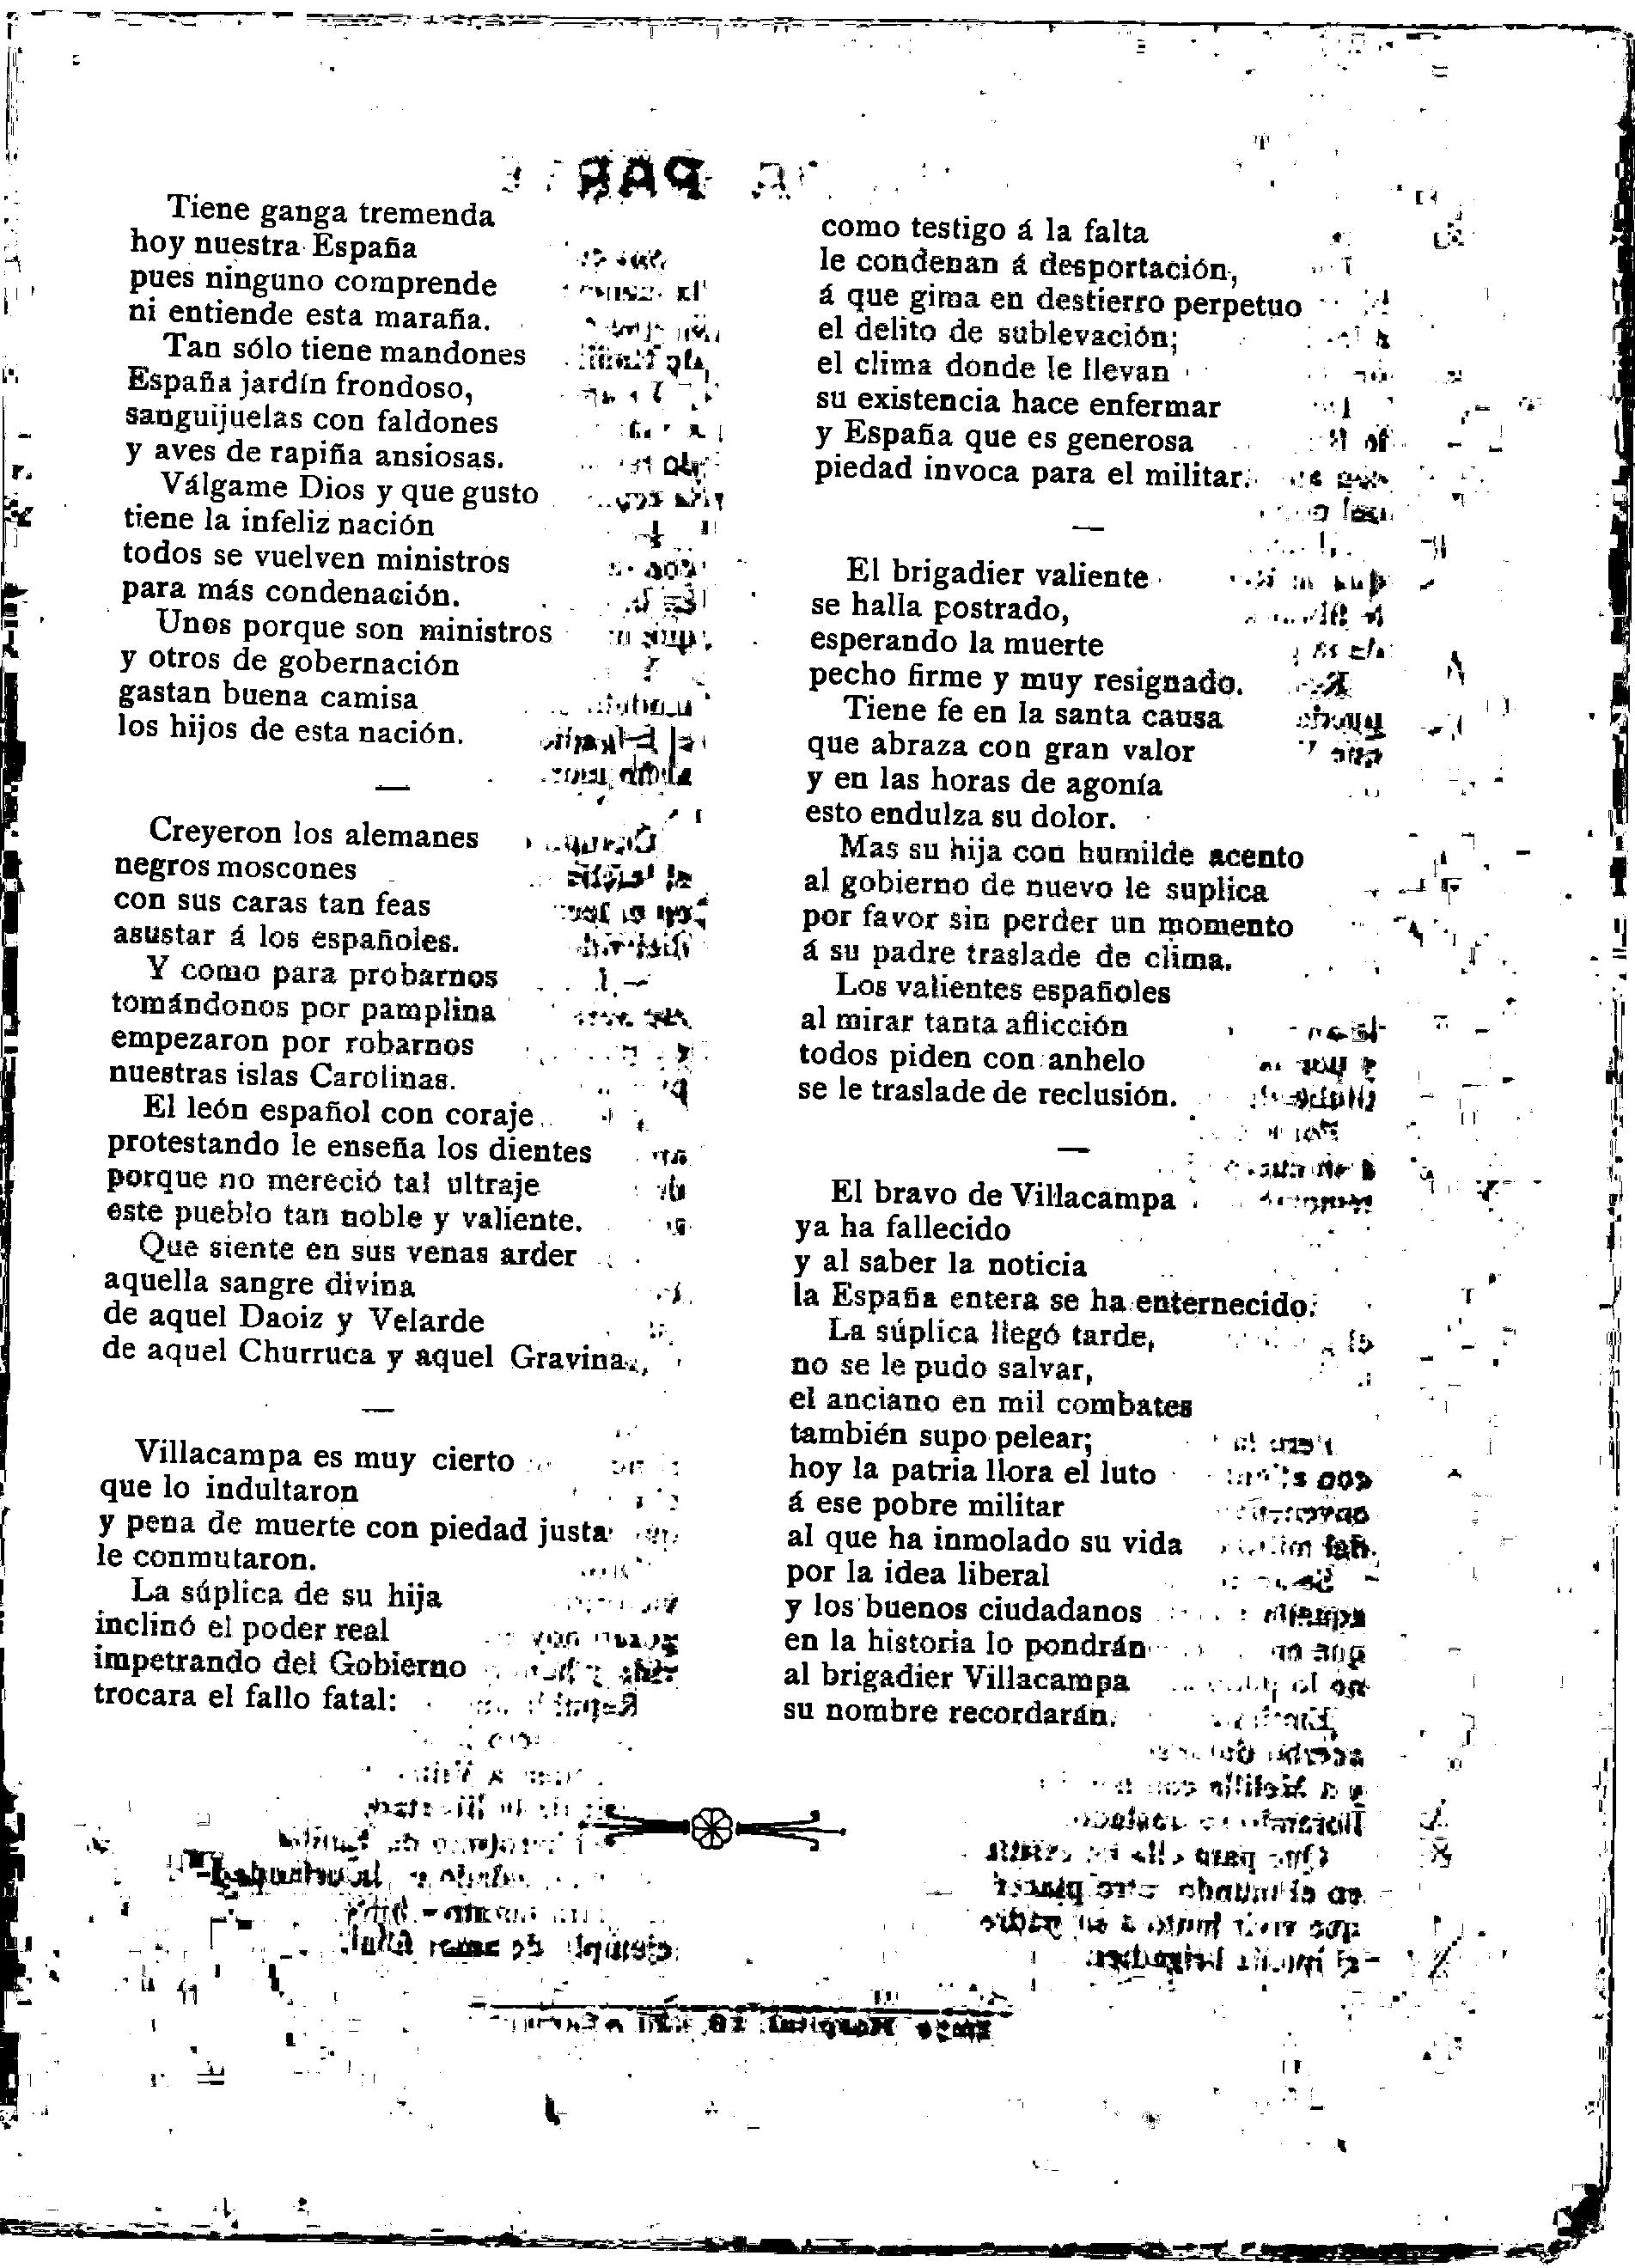 Tiene ganga tremenda
hoy nuestra España
pues ninguno comprende
ni entiende esta maraña.
Tan sólo tiene mandones
España jardín frondoso,
sanguijuelas con faldones
y aves de rapiña ansiosas.
Válgame Dios y que gusto
tiene la infeliz nación
todos se vuelven ministros
para más condenación.
Unos porque son ministros
y otros de gobernación
gastan buena camisa
los hijos de esta nación.
—
Creyeron los alemanes
negros moscones
con sus caras tan feas
asustar á los españoles.
Y como para probarnos
tomándonos por pamplina
empezaron por robarnos
nuestras islas Carolinas.
El león español con coraje
protestando le enseña los dientes
porque no mereció tal ultraje
este pueblo tan noble y valiente.
Que siente en sus venas arder
aquella sangre divina
de aquel Daoiz y Velarde
de aquel Churruca y aquel Gravina.
—
Villacampa es muy cierto
que lo indultaron
y pena de muerte con piedad justa
le conmutaron.
La súplica de su hija
inclinó el poder real
impetrando del Gobierno
trocara el fallo fatal:
como testigo á la falta
le condenan á desportación,
á que gima en destierro perpetuo
el delito de sublevación;
el clima donde le llevan
su existencia hace enfermar
y España que es generosa
piedad invoca para el militar.
—
El brigadier valiente
se halla postrado,
esperando la muerte
pecho firme y muy resignado.
Tiene fe en la santa causa
que abraza con gran valor
y en las horas de agonía
esto endulza su dolor.
Mas su hija con humilde acento
al gobierno de nuevo le suplica
por favor sin perder un momento
á su padre traslade de clima.
Los valientes españoles
al mirar tanta aflicción
todos piden con anhelo
se le traslade de reclusión.
—
El bravo de Villacampa
ya ha fallecido
y al saber la noticia
la España entera se ha enternecido.
La súplica llegó tarde,
no se le pudo salvar,
el anciano en mil combates
también supo pelear;
hoy la patria llora el luto
á ese pobre militar
al que ha inmolado su vida
por la idea liberal
y los buenos ciudadanos
en la historia lo pondrán
al brigadier Villacampa
su nombre recordarán.